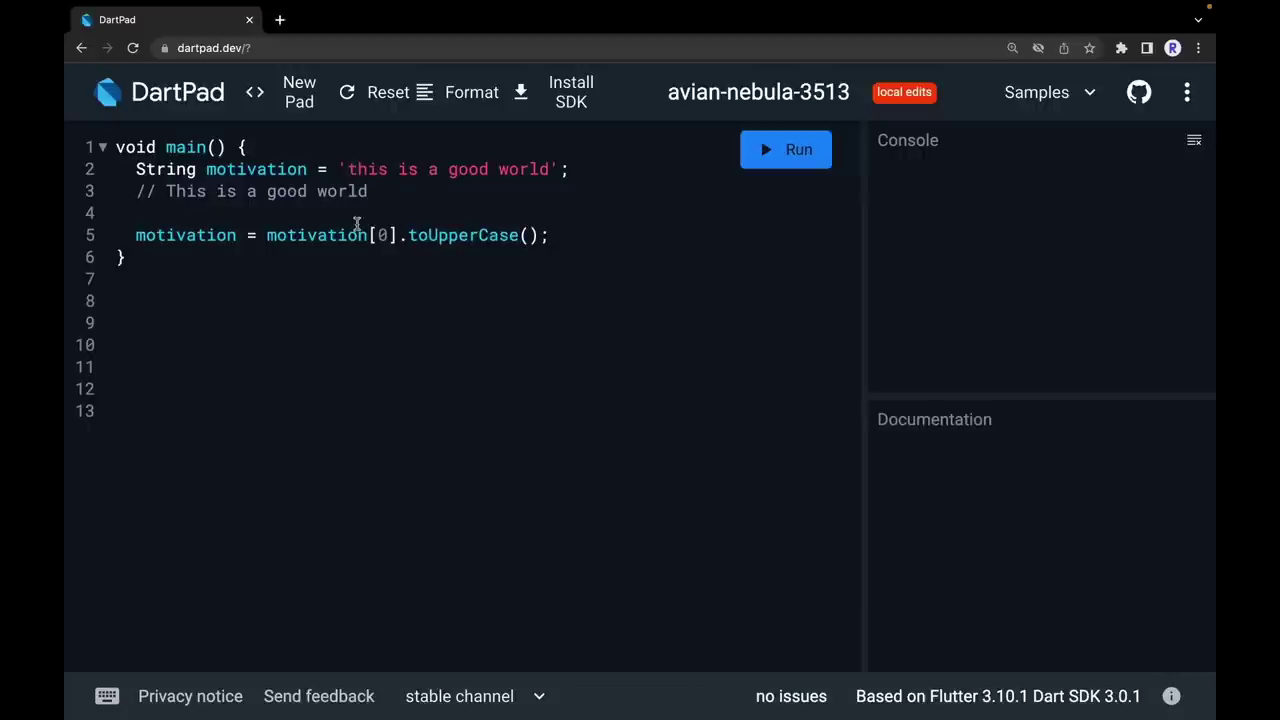 DartPad
dartpad.dev/?
R
DartPad
<> New Pad
Reset
Format
Install SDK
avian-nebula-3513
local edits
Samples
1 void main() {
2 String motivation = 'this is a good world';
3 // This is a good world
4
5 motivation = motivation[0].toUpperCase();
6 }
7
8
9
10
11
12
13
Run
Console
Documentation
Privacy notice
Send feedback
stable channel
no issues
Based on Flutter 3.10.1 Dart SDK 3.0.1